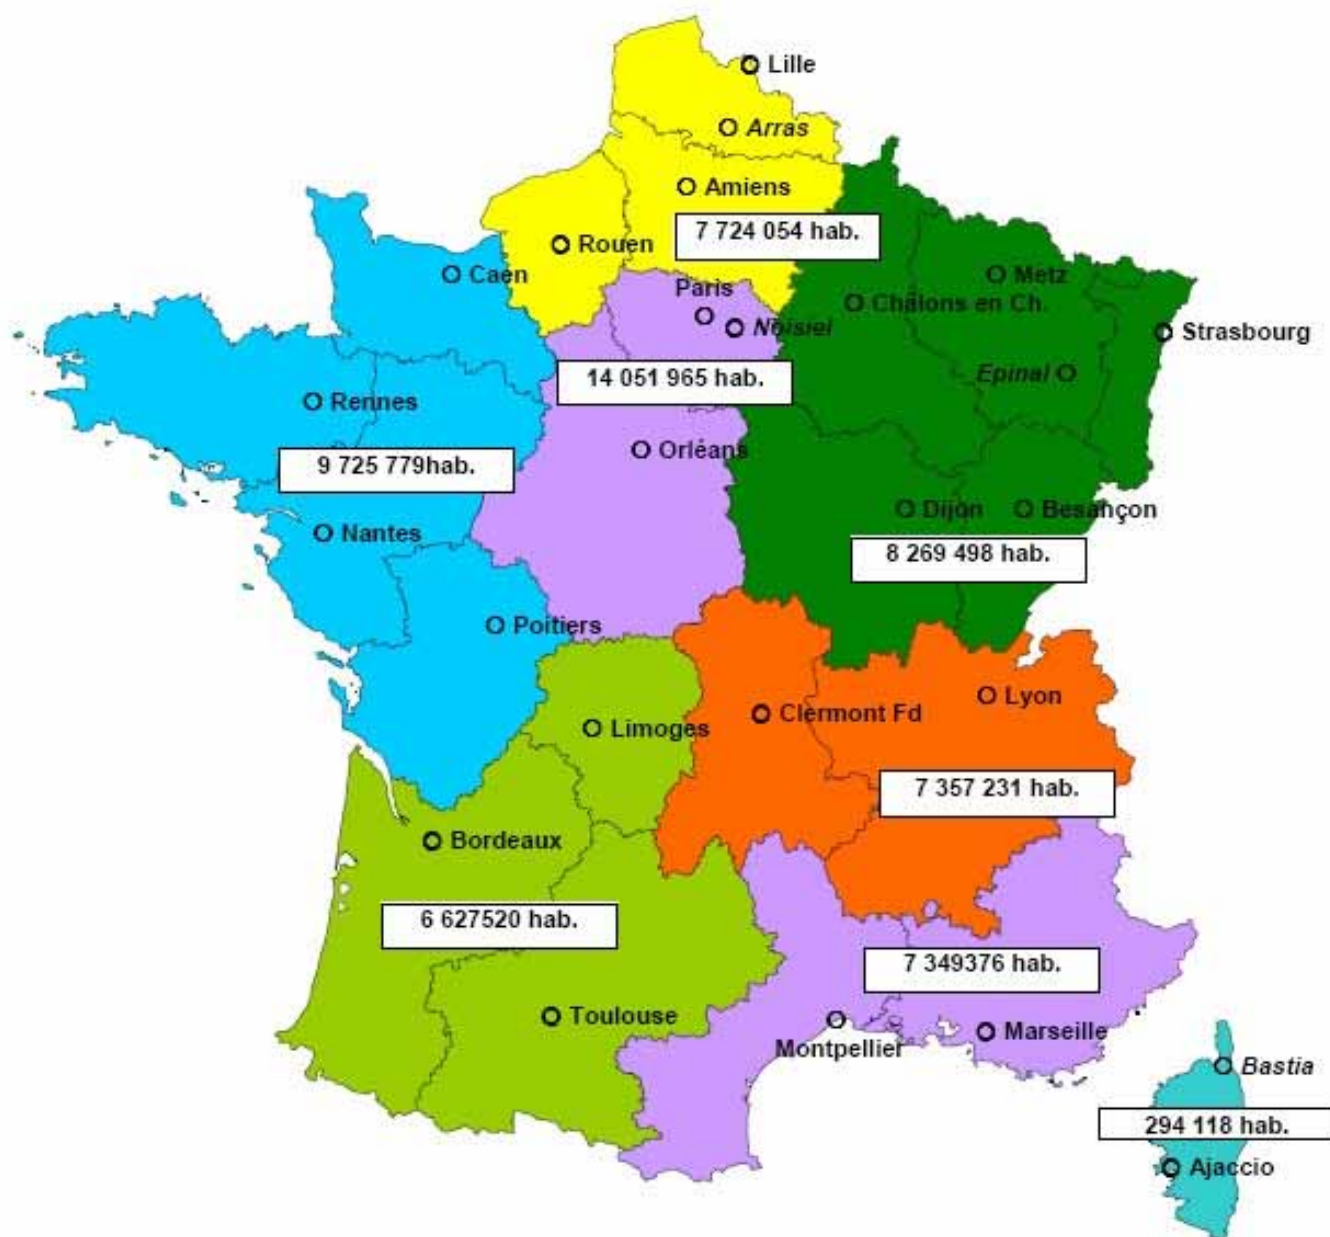 Lille
Arras
Amiens
7 724 054 hab.
Rouen
Caen
Metz
Paris
Châlons en Ch.
Noisiel
Strasbourg
14 051 965 hab.
Epinal
Rennes
Orléans
9 725 779hab.
Dijon
Besançon
Nantes
8 269 498 hab.
Poitiers
Lyon
Clermont Fd
Limoges
7 357 231 hab.
Bordeaux
6 627520 hab.
7 349376 hab.
Toulouse
Marseille
Montpellier
Bastia
294 118 hab.
Ajaccio